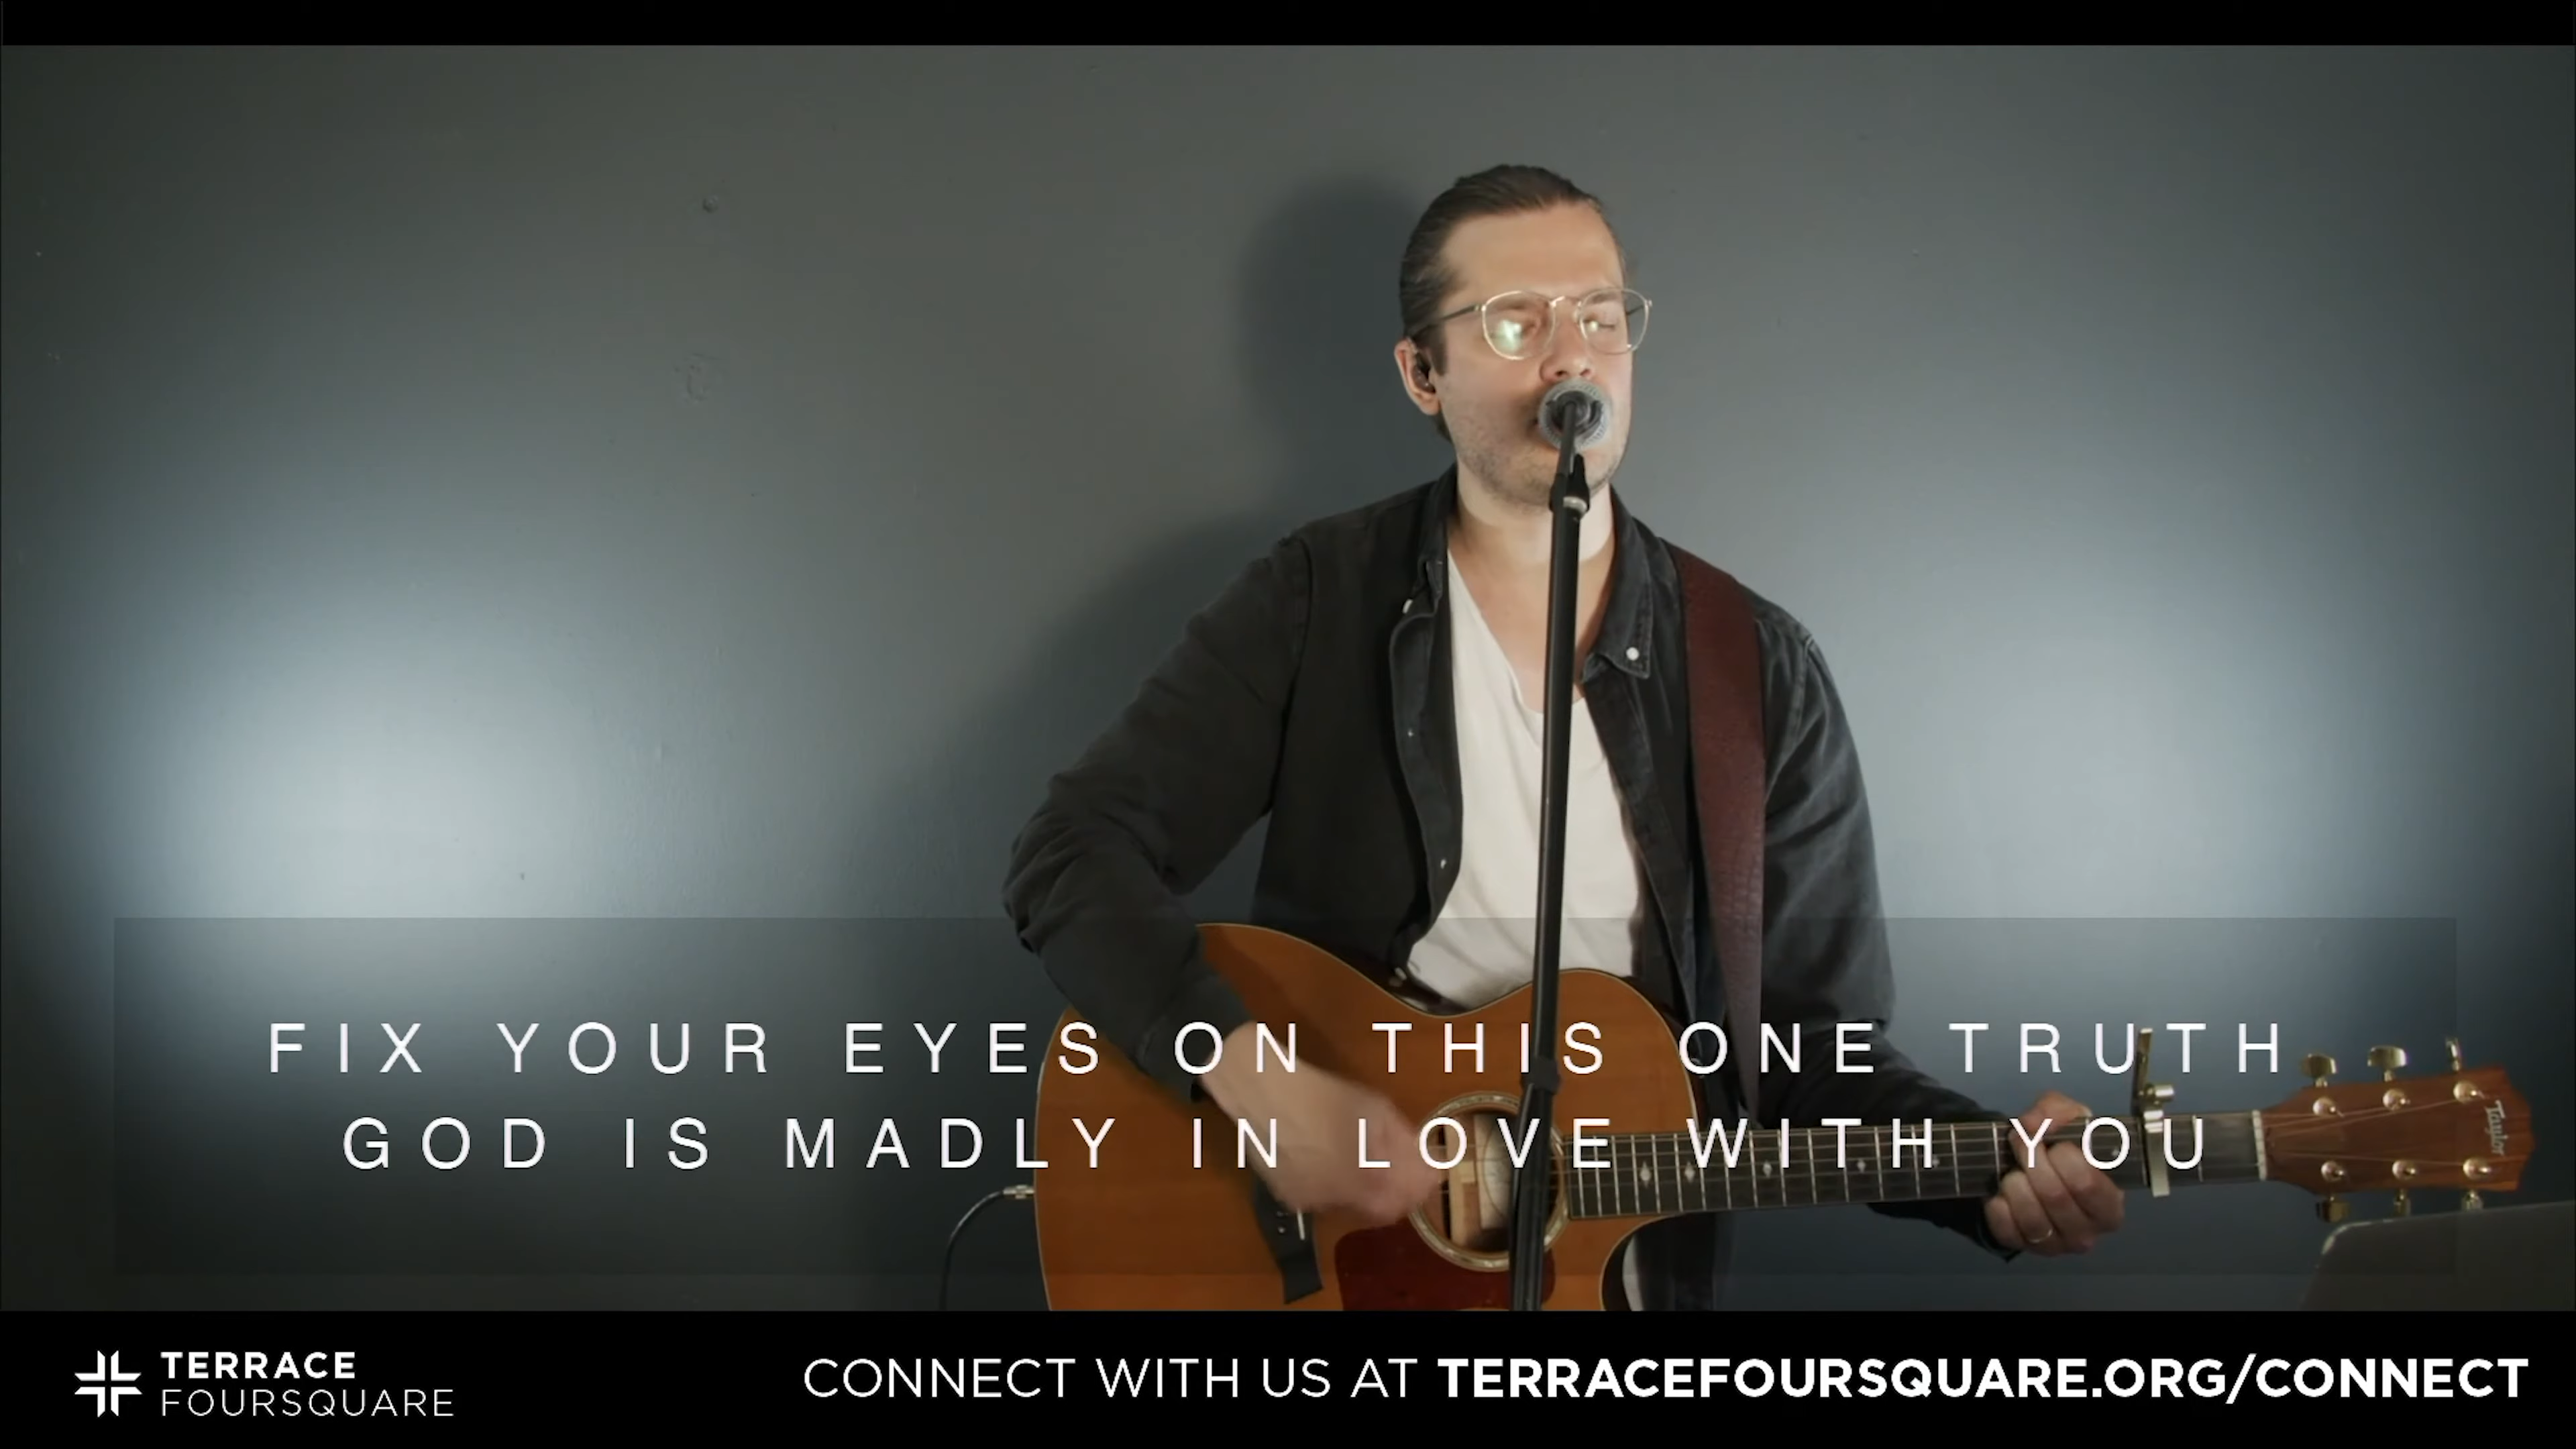 FIX YOUR EYES ON THIS ONE TRUTH
GOD IS MADLY IN LOVE WITH YOU
Taylor
TERRACE
FOURSQUARE
CONNECT WITH US AT TERRACEFOURSQUARE.ORG/CONNECT